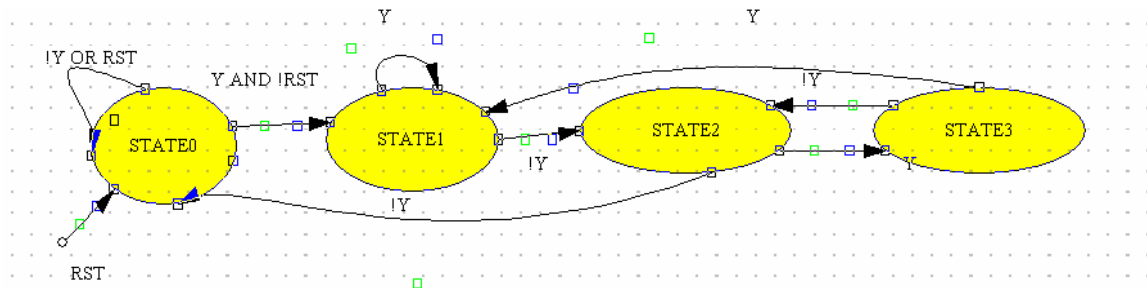 Y
Y
!Y OR RST
Y AND !RST
!Y
STATE0
STATE1
STATE2
STATE3
!Y
Y
!Y
RST